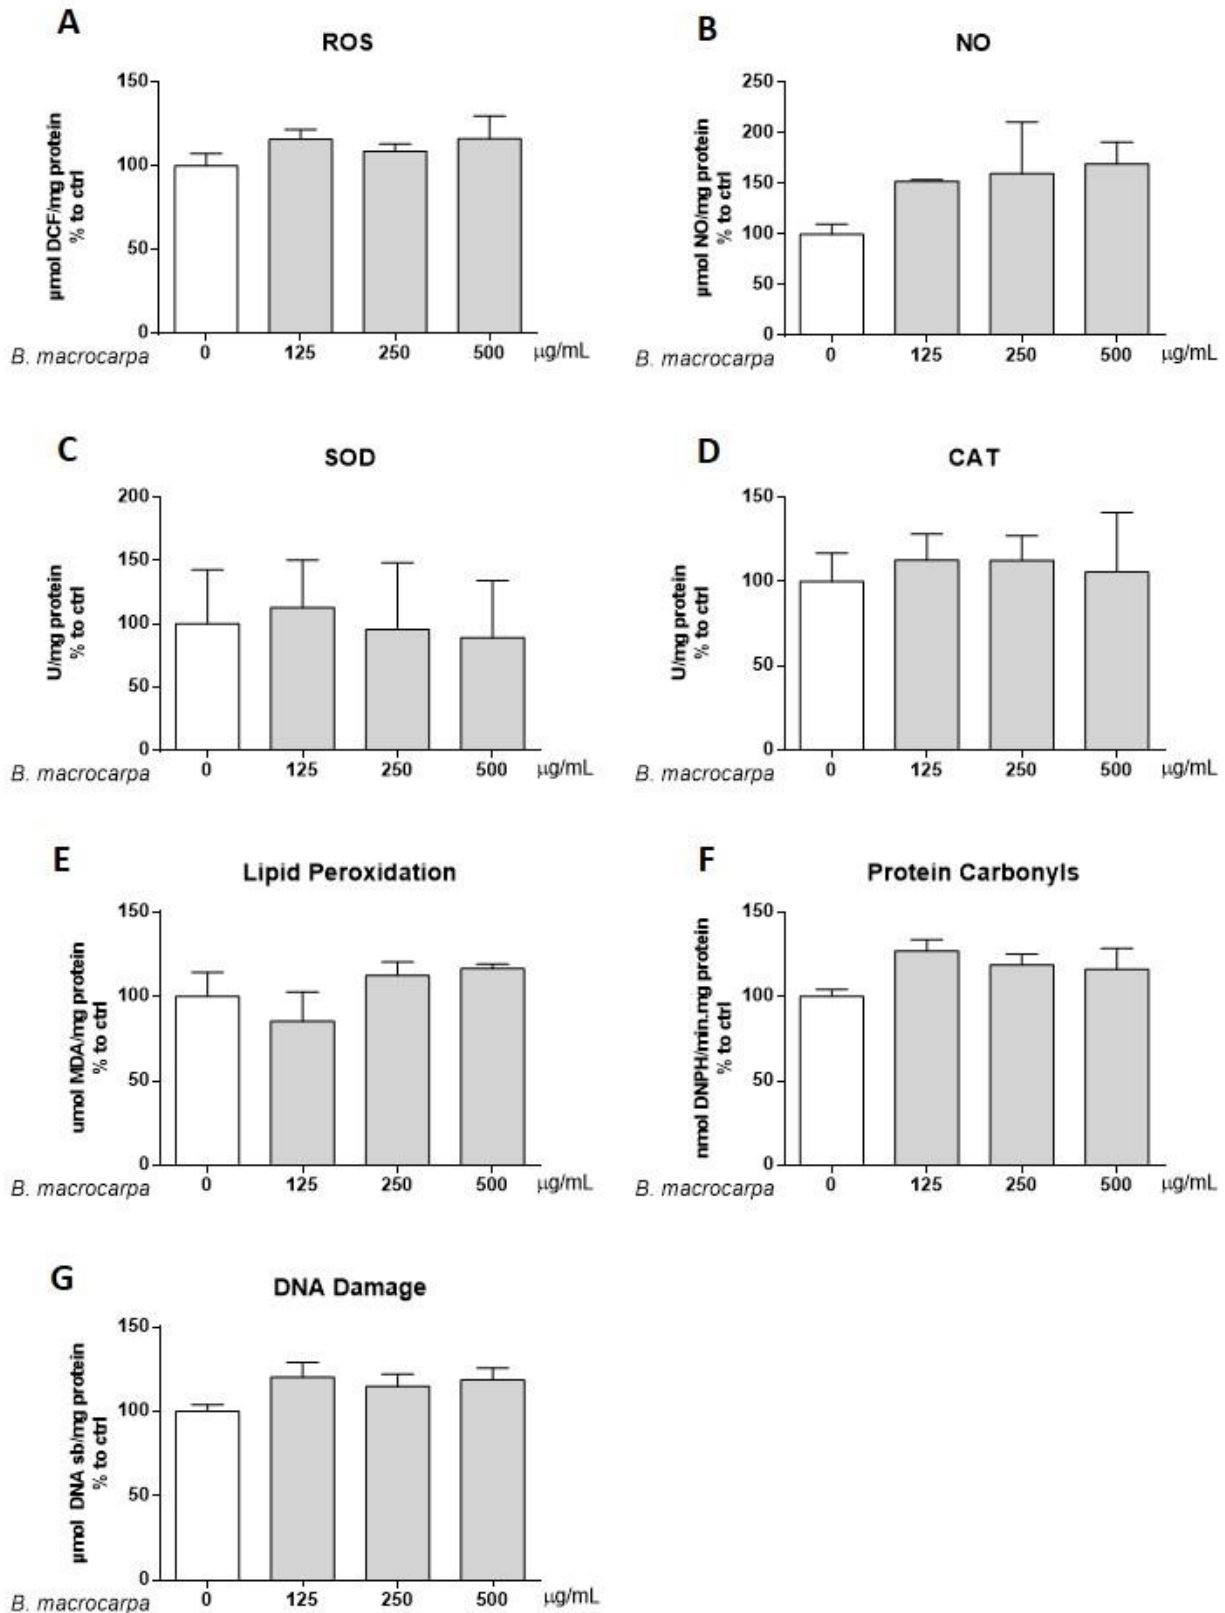 A
ROS
150
100
50
0
µmol DCF/mg protein
% to ctrl
B. macrocarpa
0 125 250 500 µg/mL
B
NO
250
200
150
100
50
0
µmol NO/mg protein
% to ctrl
B. macrocarpa
0 125 250 500 µg/mL
C
SOD
200
150
100
50
0
U/mg protein
% to ctrl
B. macrocarpa
0 125 250 500 µg/mL
D
CAT
150
100
50
0
U/mg protein
% to ctrl
B. macrocarpa
0 125 250 500 µg/mL
E
Lipid Peroxidation
150
100
50
0
umol MDA/mg protein
% to ctrl
B. macrocarpa
0 125 250 500 µg/mL
F
Protein Carbonyls
150
100
50
0
nmol DNPH/min.mg protein
% to ctrl
B. macrocarpa
0 125 250 500 µg/mL
G
DNA Damage
150
100
50
0
µmol DNA sb/mg protein
% to ctrl
B. macrocarpa
0 125 250 500 µg/mL